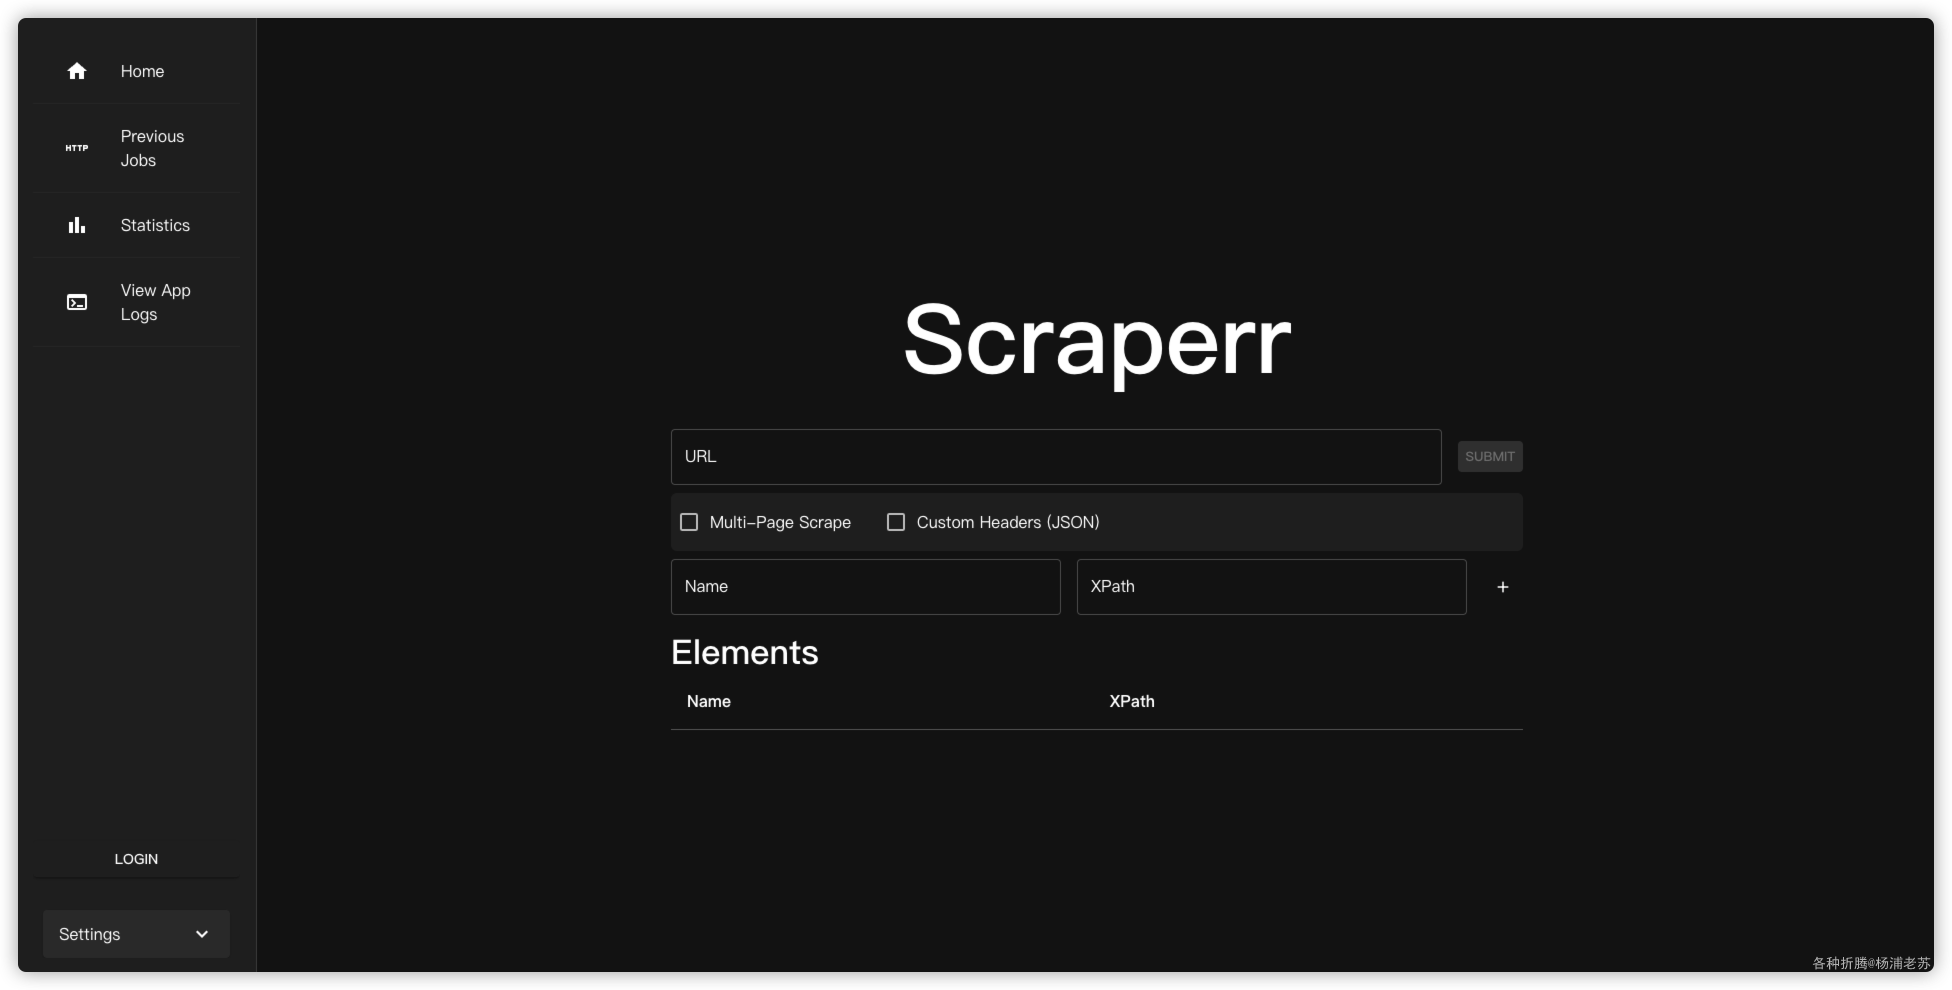 Home
HTTP
Previous
Jobs
Statistics
View App
Logs
LOGIN
Settings
Scraperr
URL
SUBMIT
Multi-Page Scrape
Custom Headers (JSON)
Name
XPath
+
Elements
Name
XPath
各种折腾@杨浦老苏